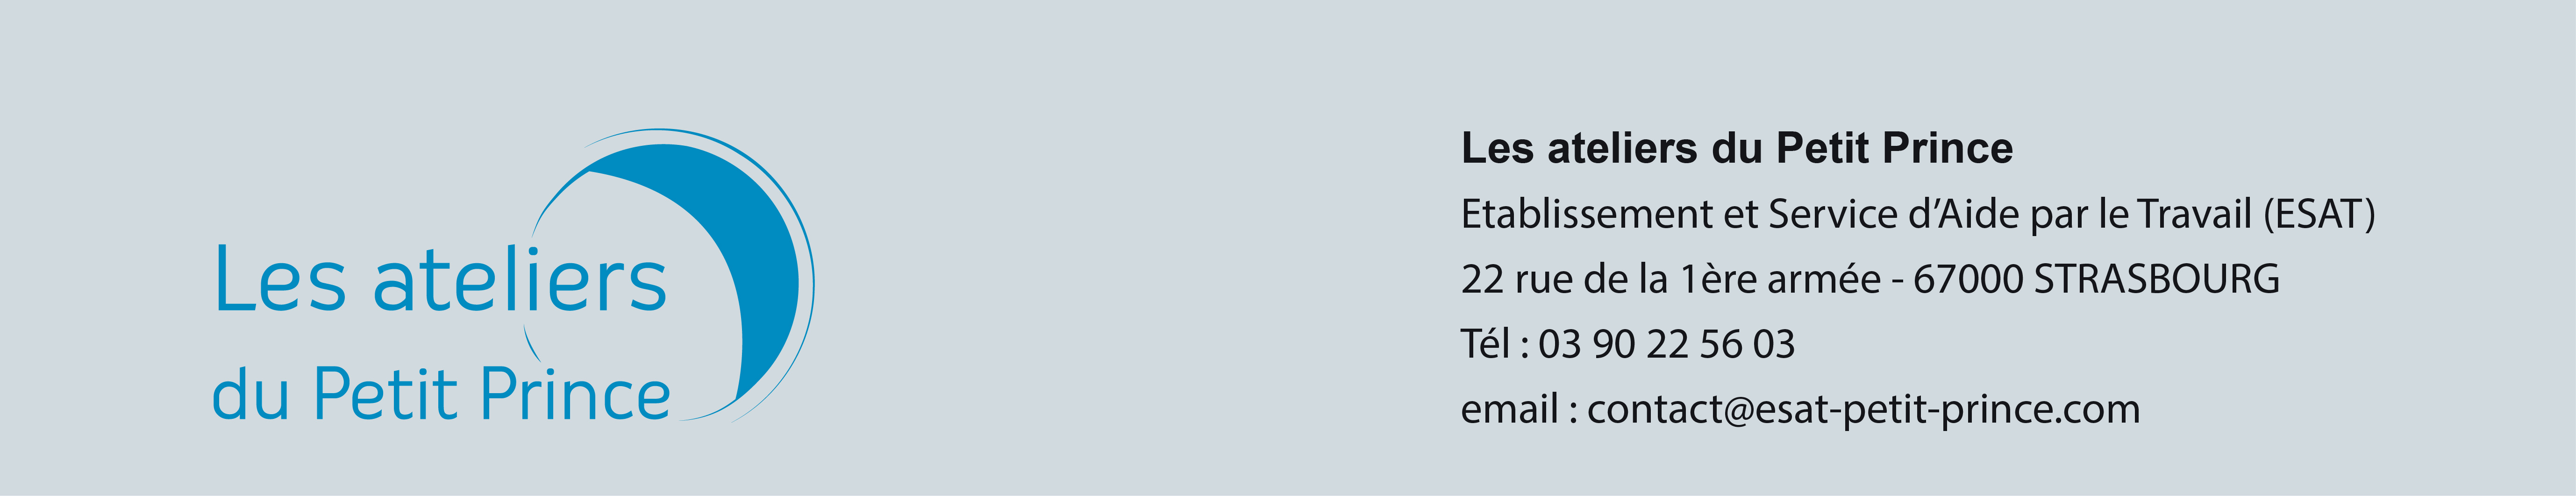 Les ateliers
du Petit Prince
Les ateliers du Petit Prince
Etablissement et Service d’Aide par le Travail (ESAT)
22 rue de la 1ère armée - 67000 STRASBOURG
Tél : 03 90 22 56 03
email : contact@esat-petit-prince.com